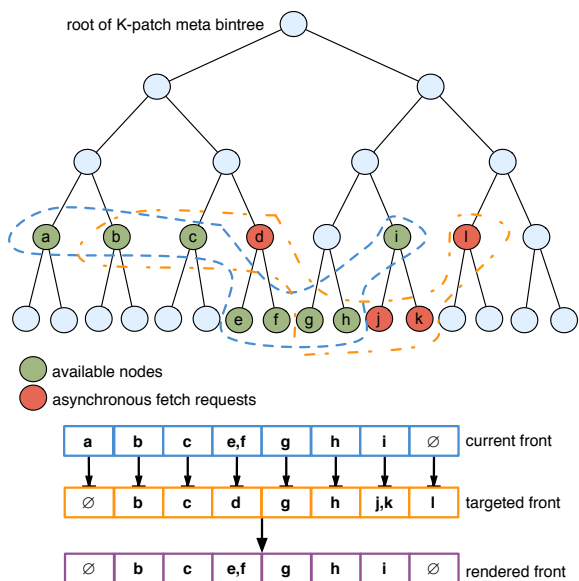 root of K-patch meta bintree
a b c d i l
e f g h j k
available nodes
asynchronous fetch requests
a b c e,f g h i ∅ current front
∅ b c d g h j,k l targeted front
∅ b c e,f g h i ∅ rendered front